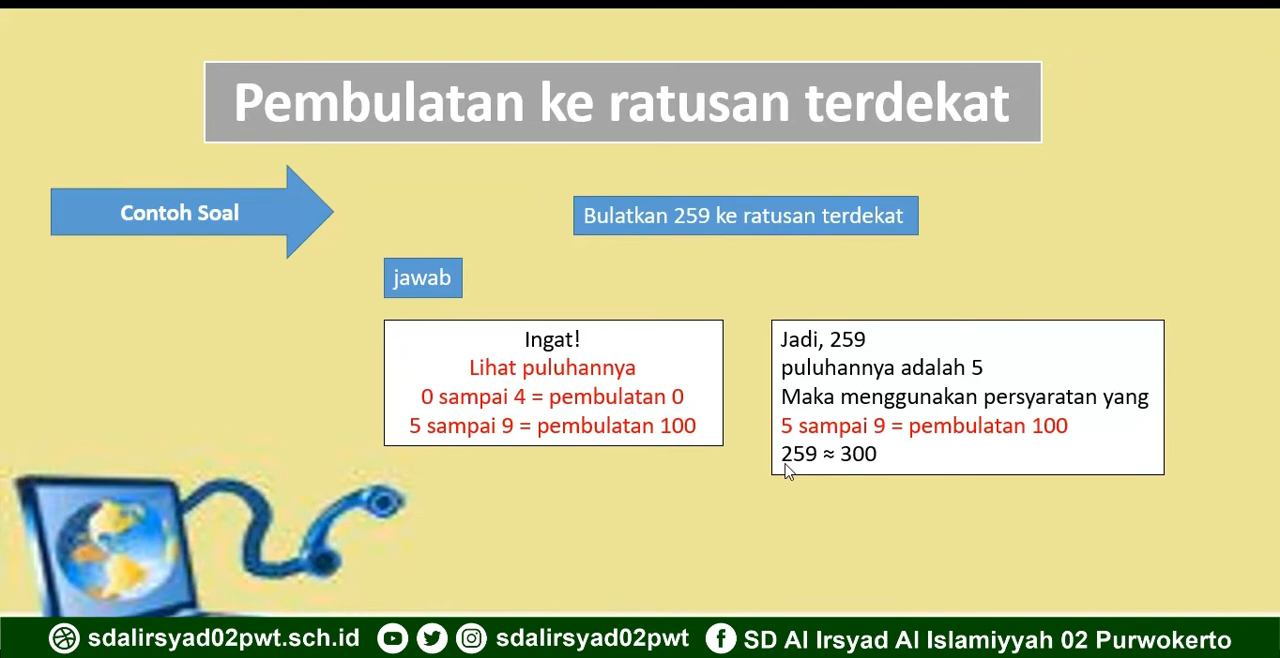 Pembulatan ke ratusan terdekat
Contoh Soal
Bulatkan 259 ke ratusan terdekat
jawab
Ingat!
Lihat puluhannya
0 sampai 4 = pembulatan 0
5 sampai 9 = pembulatan 100
Jadi, 259
puluhannya adalah 5
Maka menggunakan persyaratan yang
5 sampai 9 = pembulatan 100
259 ≈ 300
sdalirsyad02pwt.sch.id sdalirsyad02pwt SD Al Irsyad Al Islamiyyah 02 Purwokerto